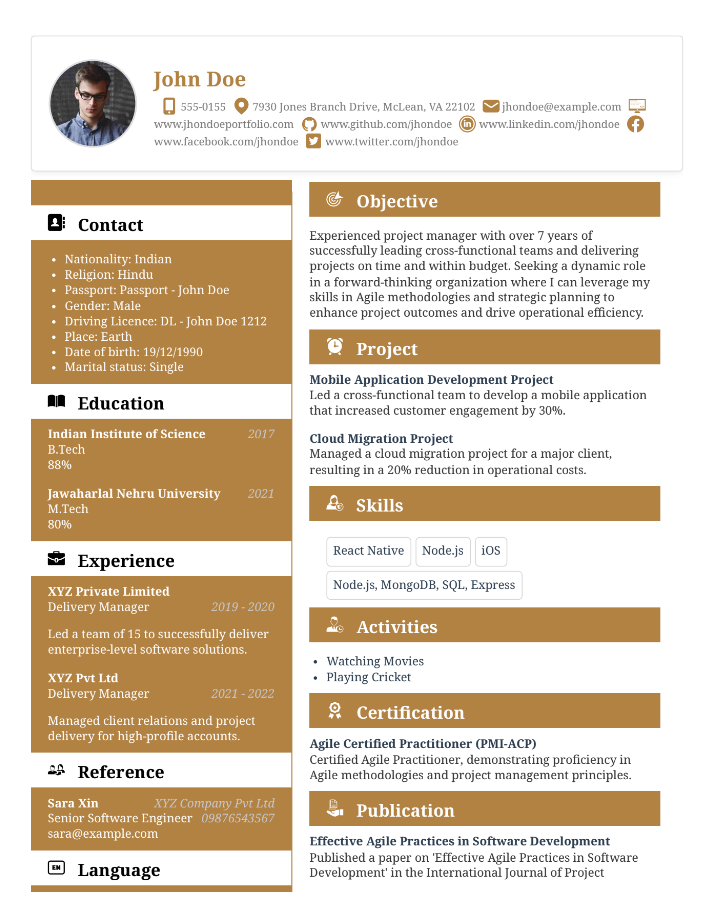 John Doe
555-0155 7930 Jones Branch Drive, McLean, VA 22102 jhondoe@example.com
www.jhondoeportfolio.com www.github.com/jhondoe www.linkedin.com/jhondoe
www.facebook.com/jhondoe www.twitter.com/jhondoe
Contact
• Nationality: Indian
• Religion: Hindu
• Passport: Passport - John Doe
• Gender: Male
• Driving Licence: DL - John Doe 1212
• Place: Earth
• Date of birth: 19/12/1990
• Marital status: Single
Education
Indian Institute of Science 2017
B.Tech
88%
Jawaharlal Nehru University 2021
M.Tech
80%
Experience
XYZ Private Limited
Delivery Manager 2019 - 2020
Led a team of 15 to successfully deliver
enterprise-level software solutions.
XYZ Pvt Ltd
Delivery Manager 2021 - 2022
Managed client relations and project
delivery for high-profile accounts.
Reference
Sara Xin XYZ Company Pvt Ltd
Senior Software Engineer 09876543567
sara@example.com
EN
Language
Objective
Experienced project manager with over 7 years of
successfully leading cross-functional teams and delivering
projects on time and within budget. Seeking a dynamic role
in a forward-thinking organization where I can leverage my
skills in Agile methodologies and strategic planning to
enhance project outcomes and drive operational efficiency.
Project
Mobile Application Development Project
Led a cross-functional team to develop a mobile application
that increased customer engagement by 30%.
Cloud Migration Project
Managed a cloud migration project for a major client,
resulting in a 20% reduction in operational costs.
Skills
React Native Node.js iOS
Node.js, MongoDB, SQL, Express
Activities
• Watching Movies
• Playing Cricket
Certification
Agile Certified Practitioner (PMI-ACP)
Certified Agile Practitioner, demonstrating proficiency in
Agile methodologies and project management principles.
Publication
Effective Agile Practices in Software Development
Published a paper on 'Effective Agile Practices in Software
Development' in the International Journal of Project